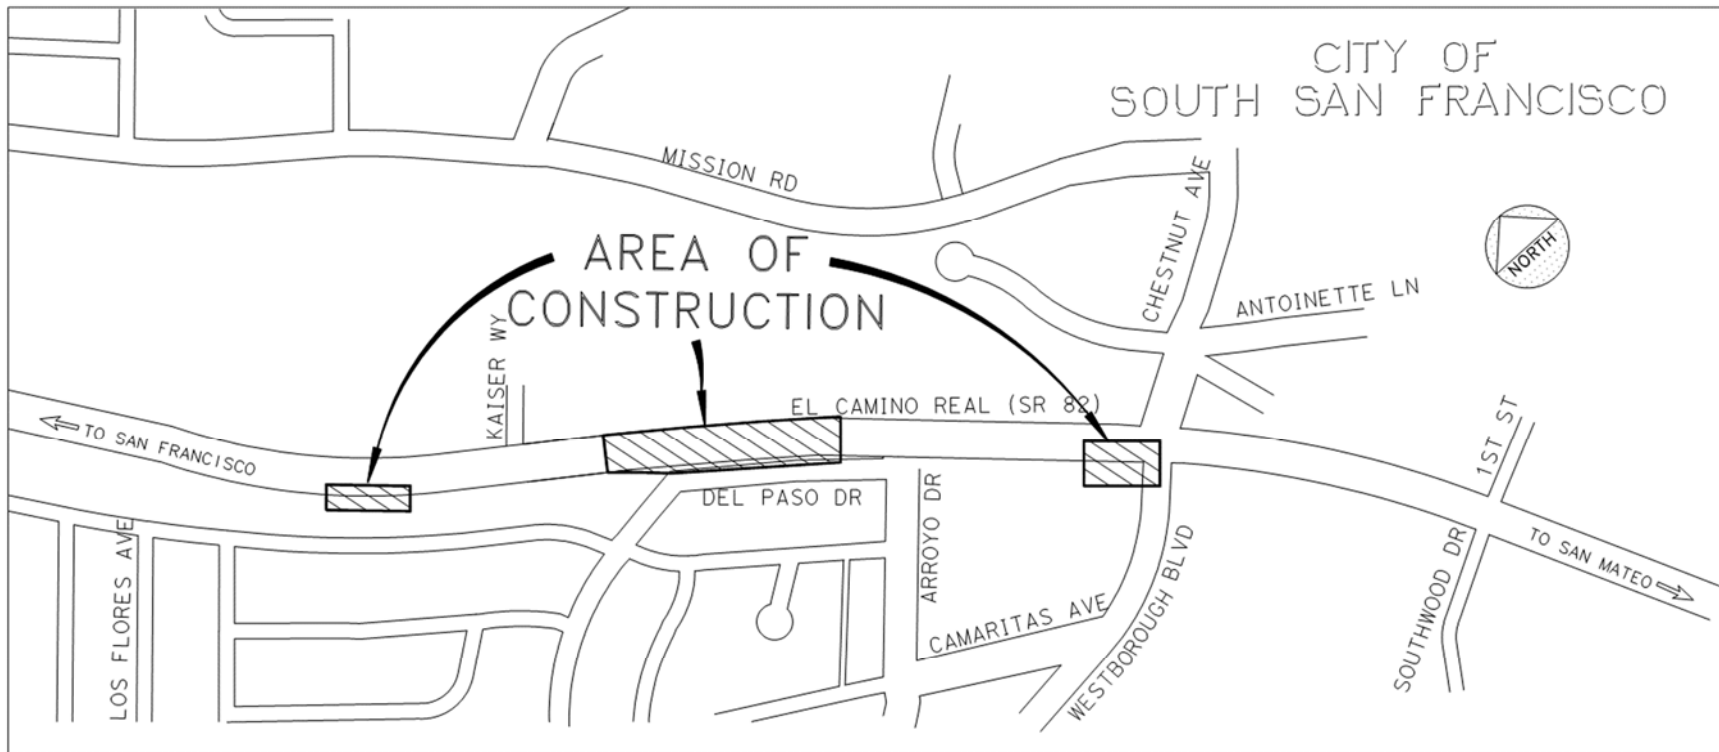 CITY OF
SOUTH SAN FRANCISCO
MISSION RD
CHESTNUT AVE
AREA OF
CONSTRUCTION
NORTH
ANTOINETTE LN
KAISER WY
EL CAMINO REAL (SR 82)
1ST ST
TO SAN FRANCISCO
DEL PASO DR
ARROYO DR
LOS FLORES AVE
CAMARITAS AVE
WESTBOROUGH BLVD
SOUTHWOOD DR
TO SAN MATEO